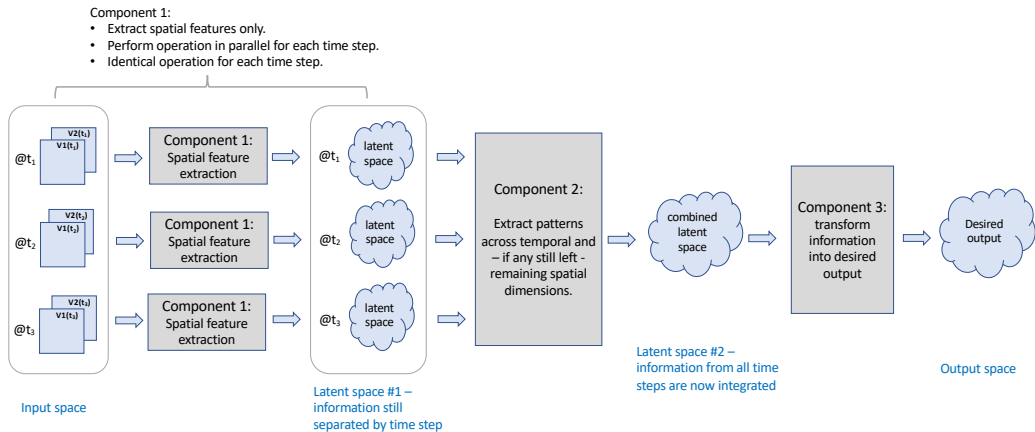 Component 1:
• Extract spatial features only.
• Perform operation in parallel for each time step.
• Identical operation for each time step.
@t₁
V2(t₁)
V1(t₁)
Component 1:
Spatial feature
extraction
@t₁
latent
space
@t₂
V2(t₂)
V1(t₂)
Component 1:
Spatial feature
extraction
@t₂
latent
space
@t₃
V2(t₃)
V1(t₃)
Component 1:
Spatial feature
extraction
@t₃
latent
space
Component 2:
Extract patterns
across temporal and
– if any still left -
remaining spatial
dimensions.
combined
latent
space
Component 3:
transform
information
into desired
output
Desired
output
Input space
Latent space #1 –
information still
separated by time step
Latent space #2 –
information from all time
steps are now integrated
Output space